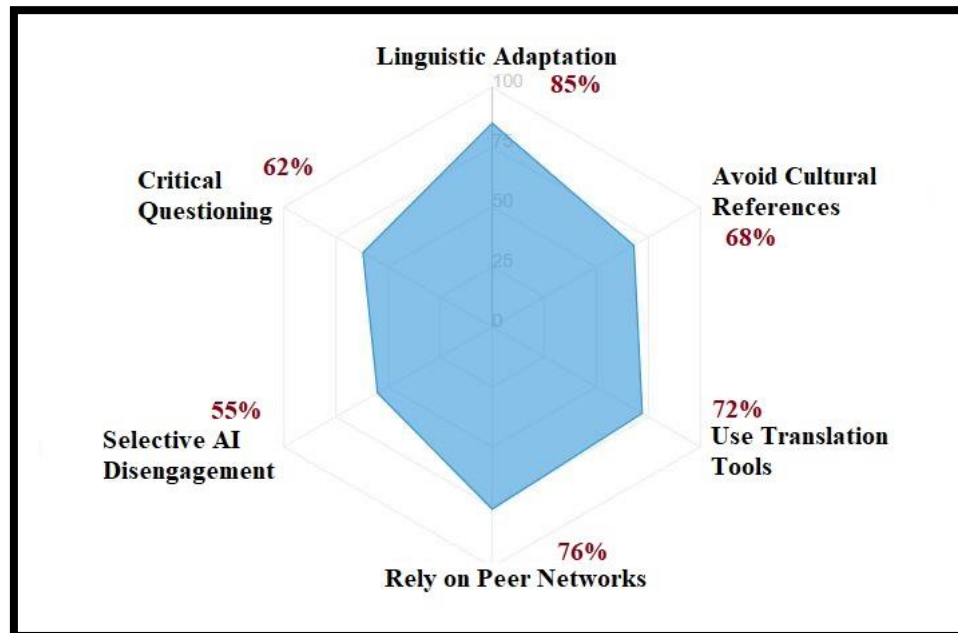 Linguistic Adaptation
100
85%
75
50
25
0
Avoid Cultural
References
68%
72%
Use Translation
Tools
76%
Rely on Peer Networks
55%
Selective AI
Disengagement
62%
Critical
Questioning